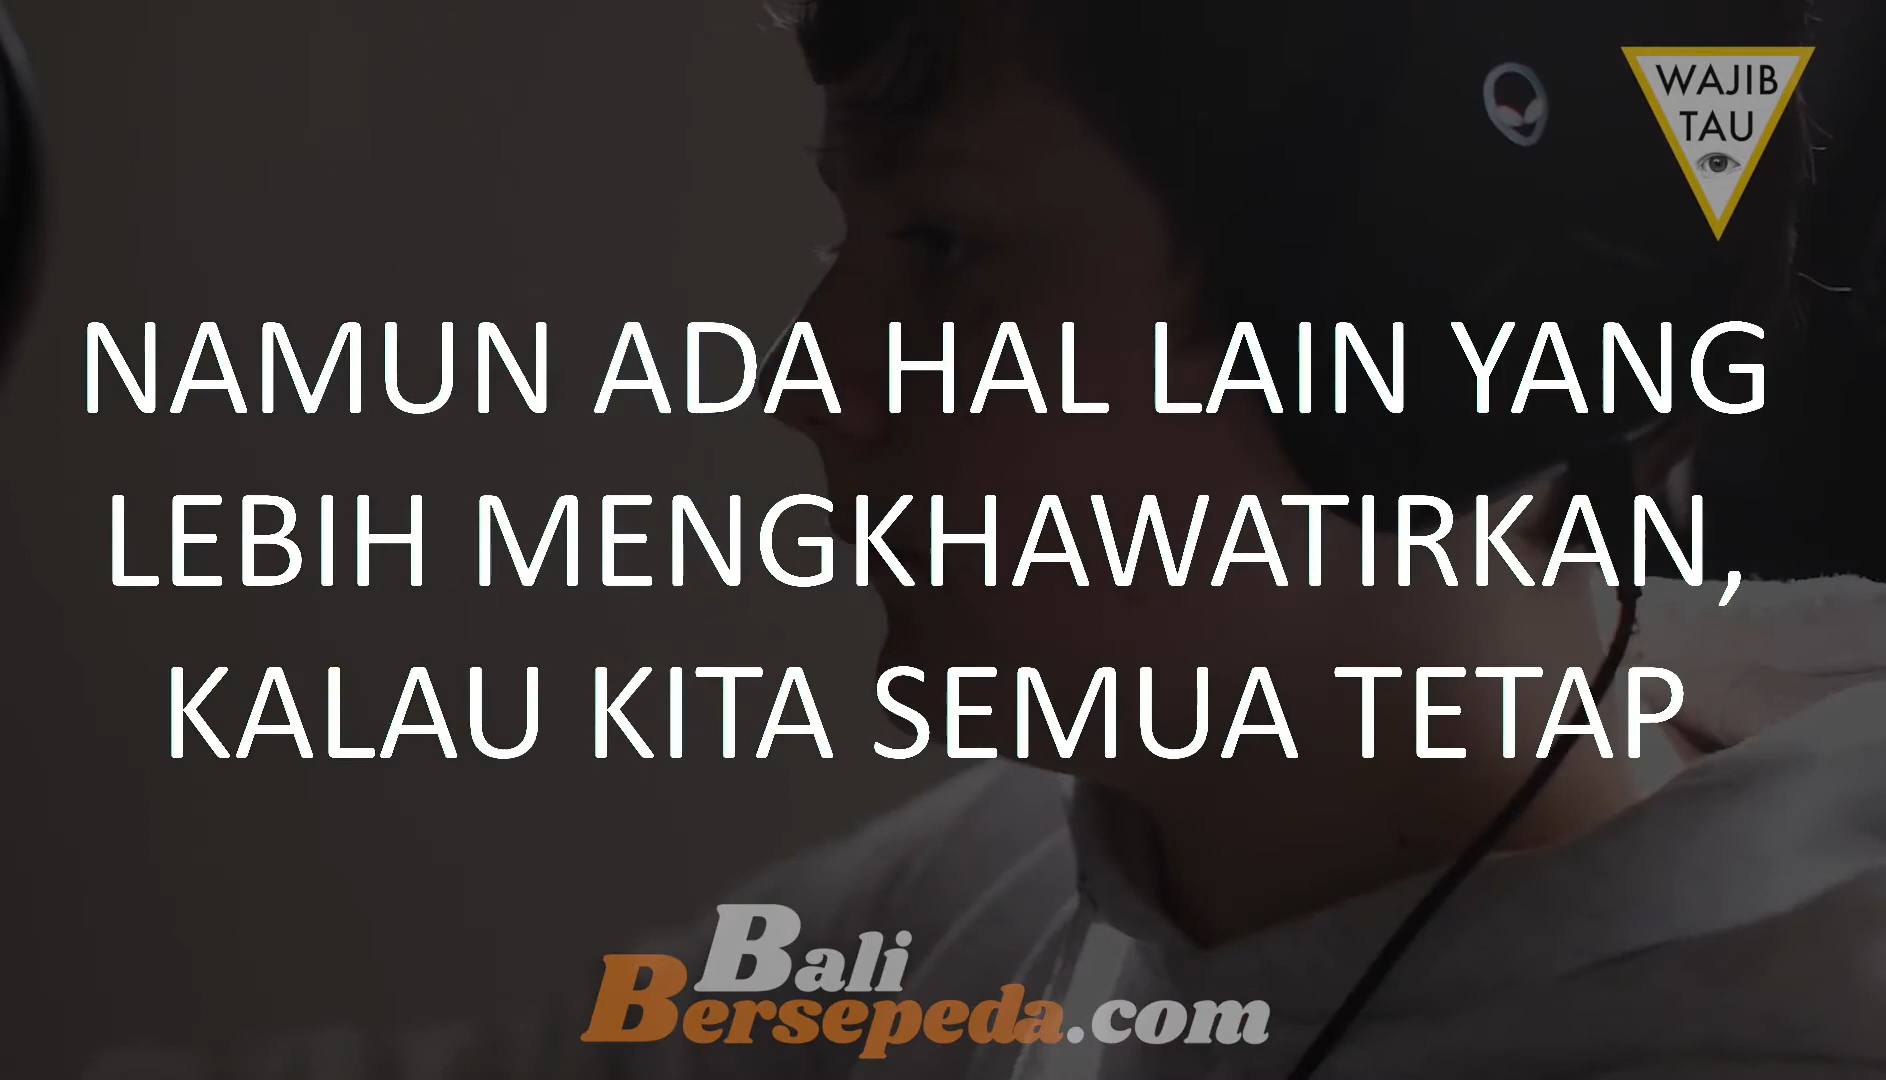 WAJIB
TAU
NAMUN ADA HAL LAIN YANG
LEBIH MENGKHAWATIRKAN,
KALAU KITA SEMUA TETAP
Bali
Bersepeda.com